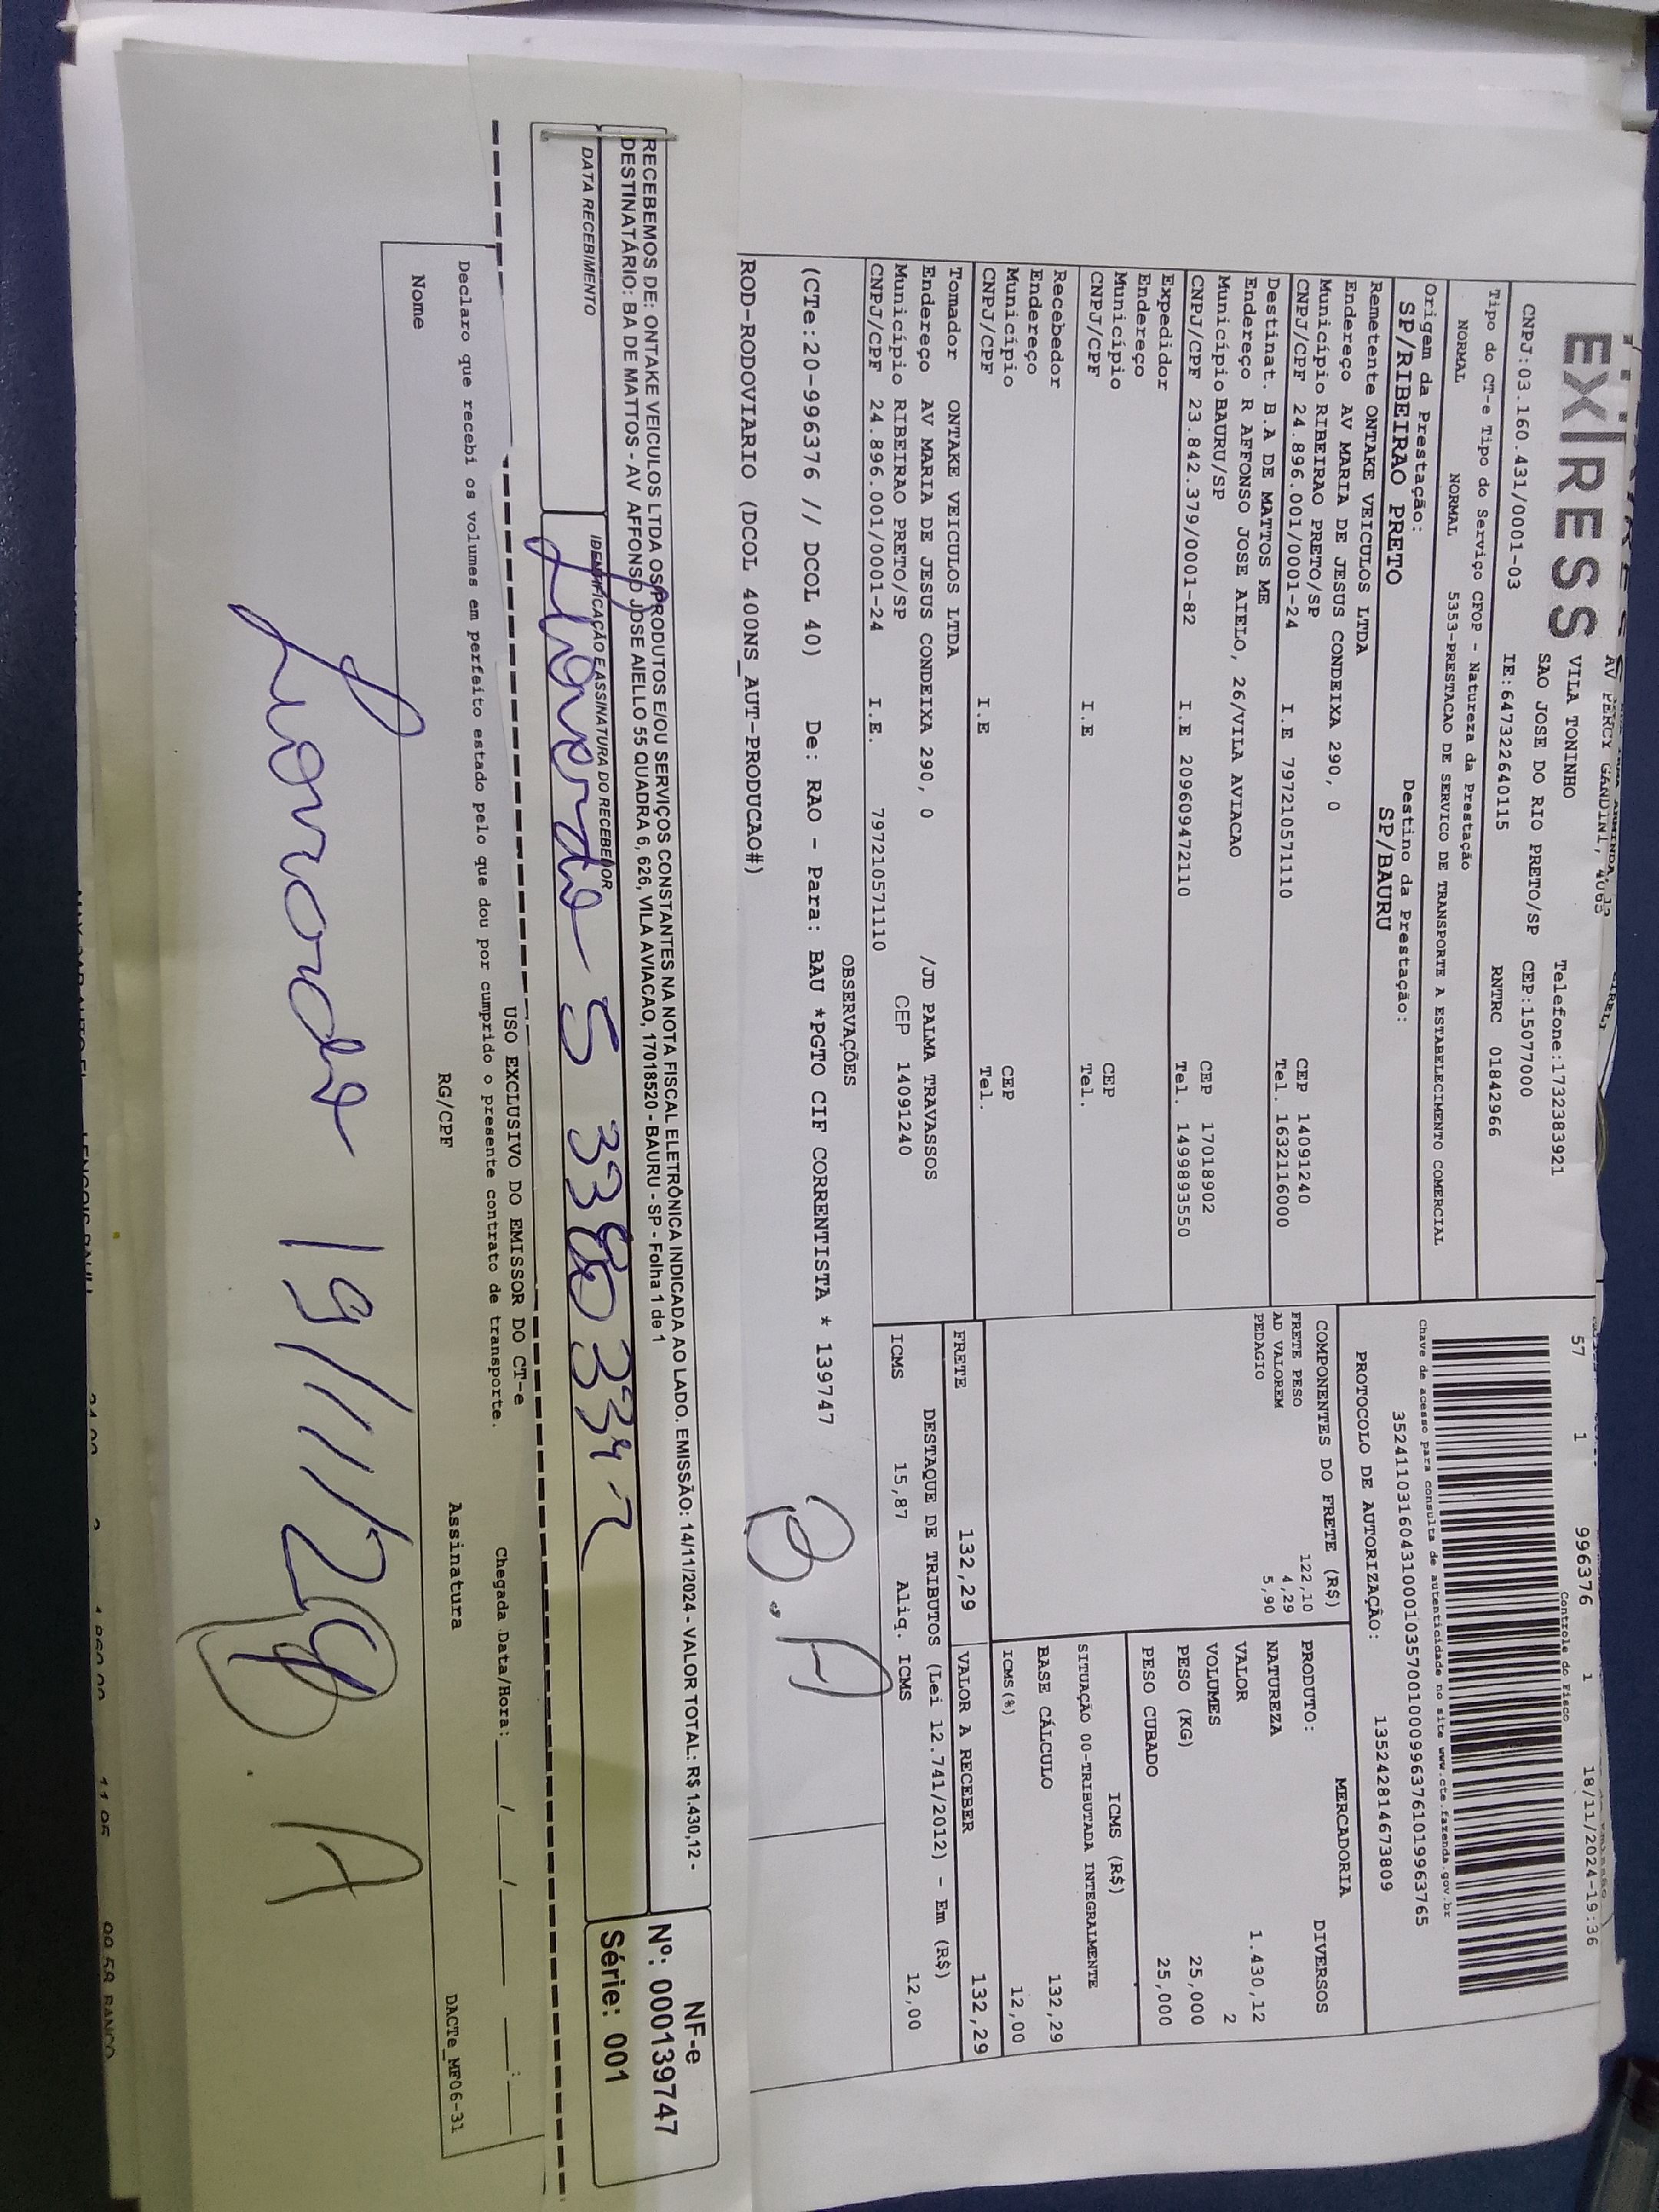 EXPRESS
AV PERCY GANDINI, 4065
VILA TONINHO
SAO JOSE DO RIO PRETO/SP
Telefone:1732383921
CEP:15077000
CNPJ:03.160.431/0001-03 IE:647322640115 RNTRC 01842966
57 1 996376 1 18/11/2024-19:36
Controle do Fisco
Chave de acesso para consulta de autenticidade no site www.cte.fazenda.gov.br
35241103160431000103570010009963761019963765
PROTOCOLO DE AUTORIZAÇÃO: 135242814673809
Tipo do CT-e Tipo do Serviço CFOP - Natureza da Prestação
NORMAL NORMAL 5353-PRESTACAO DE SERVICO DE TRANSPORTE A ESTABELECIMENTO COMERCIAL
Origem da Prestação: Destino da Prestação:
SP/RIBEIRAO PRETO SP/BAURU
Remetente ONTAKE VEICULOS LTDA
Endereço AV MARIA DE JESUS CONDEIXA 290, 0
Município RIBEIRAO PRETO/SP CEP 14091240
CNPJ/CPF 24.896.001/0001-24 I.E 797210571110 Tel. 1632116000
Destinat. B.A DE MATTOS ME
Endereço R AFFONSO JOSE AIELO, 26/VILA AVIACAO
Município BAURU/SP CEP 17018902
CNPJ/CPF 23.842.379/0001-82 I.E 209609472110 Tel. 1499893550
Expedidor
Endereço
Município CEP
CNPJ/CPF I.E Tel.
Recebedor
Endereço
Município CEP
CNPJ/CPF I.E Tel.
Tomador ONTAKE VEICULOS LTDA
Endereço AV MARIA DE JESUS CONDEIXA 290, 0 /JD PALMA TRAVASSOS
Município RIBEIRAO PRETO/SP CEP 14091240
CNPJ/CPF 24.896.001/0001-24 I.E. 797210571110
COMPONENTES DO FRETE (R$)
FRETE PESO 122,10
AD VALOREM 4,29
PEDAGIO 5,90
MERCADORIA
PRODUTO: DIVERSOS
NATUREZA
VALOR 1.430,12
VOLUMES 2
PESO (KG) 25,000
PESO CUBADO 25,000
ICMS (R$)
SITUAÇÃO 00-TRIBUTADA INTEGRALMENTE
BASE CÁLCULO 132,29
ICMS(%) 12,00
FRETE 132,29 VALOR A RECEBER 132,29
DESTAQUE DE TRIBUTOS (Lei 12.741/2012) - Em (R$)
ICMS 15,87 Aliq. ICMS 12,00
OBSERVAÇÕES
(CTe:20-996376 // DCOL 40) De: RAO - Para: BAU *PGTO CIF CORRENTISTA * 139747
ROD-RODOVIARIO (DCOL 400NS_AUT-PRODUCAO#)
B.A
RECEBEMOS DE: ONTAKE VEICULOS LTDA OS PRODUTOS E/OU SERVIÇOS CONSTANTES NA NOTA FISCAL ELETRÔNICA INDICADA AO LADO. EMISSÃO: 14/11/2024 - VALOR TOTAL: R$ 1.430,12 -
DESTINATÁRIO: BA DE MATTOS - AV AFFONSO JOSE AIELLO 55 QUADRA 6, 626, VILA AVIACAO, 17018520 - BAURU - SP - Folha 1 de 1
DATA RECEBIMENTO
IDENTIFICAÇÃO E ASSINATURA DO RECEBEDOR
NF-e
Nº: 000139747
Série: 001
USO EXCLUSIVO DO EMISSOR DO CT-e
Declaro que recebi os volumes em perfeito estado pelo que dou por cumprido o presente contrato de transporte.
Chegada Data/Hora: ____/____/____ ___:___
Nome RG/CPF Assinatura DACTe_MF06-31
Leonardo 19/11/24